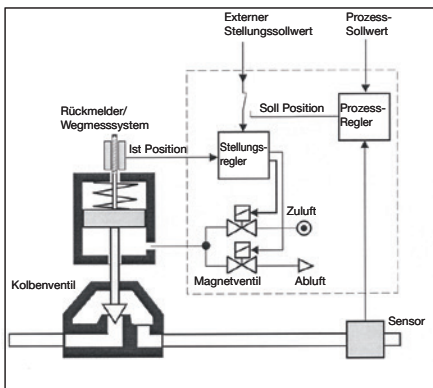 Externer
Stellungssollwert
Prozess-
Sollwert
Rückmelder/
Wegmesssystem
Soll Position
Prozess-
Regler
Ist Position
Stellungs-
regler
Zuluft
Kolbenventil
Magnetventil
Abluft
Sensor